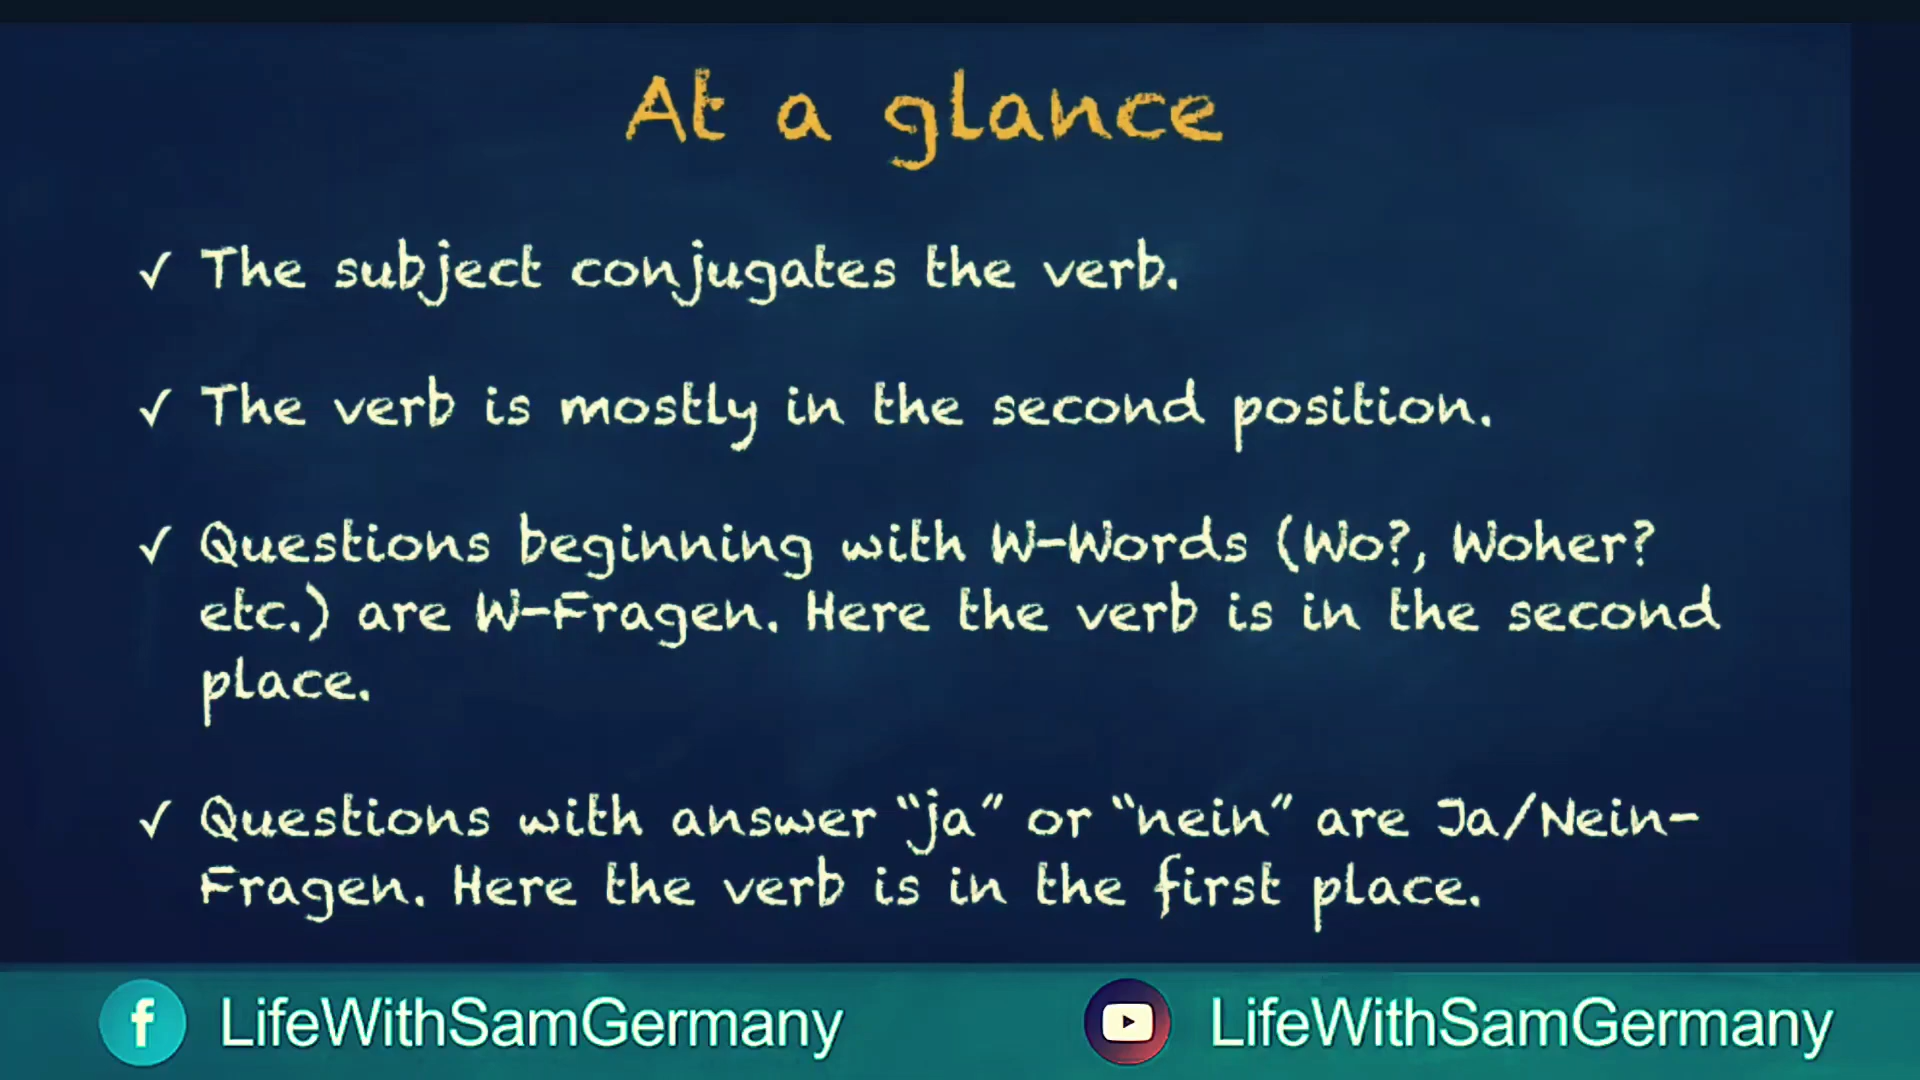 At a glance
✓ The subject conjugates the verb.
✓ The verb is mostly in the second position.
✓ Questions beginning with W-Words (Wo?, Woher?
etc.) are W-Fragen. Here the verb is in the second
place.
✓ Questions with answer “ja” or “nein” are Ja/Nein-
Fragen. Here the verb is in the first place.
f LifeWithSamGermany
LifeWithSamGermany